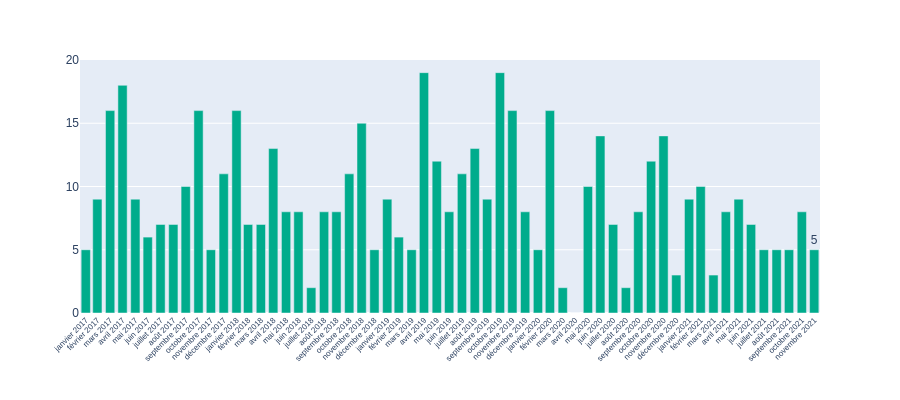 20
15
10
5
0
5
janvier 2017
février 2017
mars 2017
avril 2017
mai 2017
juin 2017
juillet 2017
août 2017
septembre 2017
octobre 2017
novembre 2017
décembre 2017
janvier 2018
février 2018
mars 2018
avril 2018
mai 2018
juin 2018
juillet 2018
août 2018
septembre 2018
octobre 2018
novembre 2018
décembre 2018
janvier 2019
février 2019
mars 2019
avril 2019
mai 2019
juin 2019
juillet 2019
août 2019
septembre 2019
octobre 2019
novembre 2019
décembre 2019
janvier 2020
février 2020
mars 2020
avril 2020
mai 2020
juin 2020
juillet 2020
août 2020
septembre 2020
octobre 2020
novembre 2020
décembre 2020
janvier 2021
février 2021
mars 2021
avril 2021
mai 2021
juin 2021
juillet 2021
août 2021
septembre 2021
octobre 2021
novembre 2021